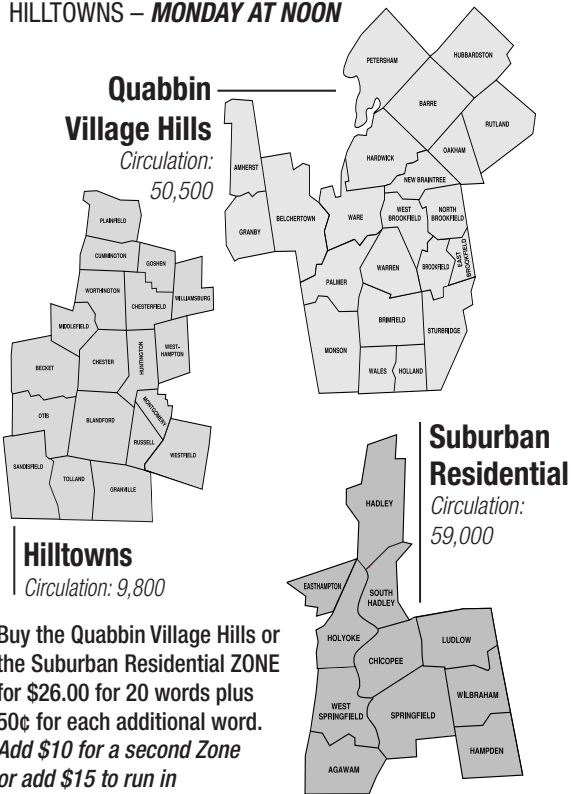 HILLTOWNS – MONDAY AT NOON
Quabbin
Village Hills
Circulation:
50,500
PETERSHAM
HUBBARDSTON
BARRE
RUTLAND
HARDWICK
OAKHAM
NEW BRAINTREE
AMHERST
BELCHERTOWN
GRANBY
WARE
WEST
BROOKFIELD
NORTH
BROOKFIELD
EAST
BROOKFIELD
BROOKFIELD
WARREN
PALMER
BRIMFIELD
STURBRIDGE
MONSON
WALES
HOLLAND
PLAINFIELD
CUMMINGTON
GOSHEN
WORTHINGTON
CHESTERFIELD
WILLIAMSBURG
MIDDLEFIELD
HUNTINGTON
WEST-
HAMPTON
CHESTER
BECKET
MONTGOMERY
OTIS
BLANDFORD
RUSSELL
WESTFIELD
SANDISFIELD
TOLLAND
GRANVILLE
Hilltowns
Circulation: 9,800
Suburban
Residential
Circulation:
59,000
HADLEY
EASTHAMPTON
SOUTH
HADLEY
HOLYOKE
CHICOPEE
LUDLOW
WEST
SPRINGFIELD
SPRINGFIELD
WILBRAHAM
HAMPDEN
AGAWAM
Buy the Quabbin Village Hills or
the Suburban Residential ZONE
for $26.00 for 20 words plus
50¢ for each additional word.
Add $10 for a second Zone
or add $15 to run in